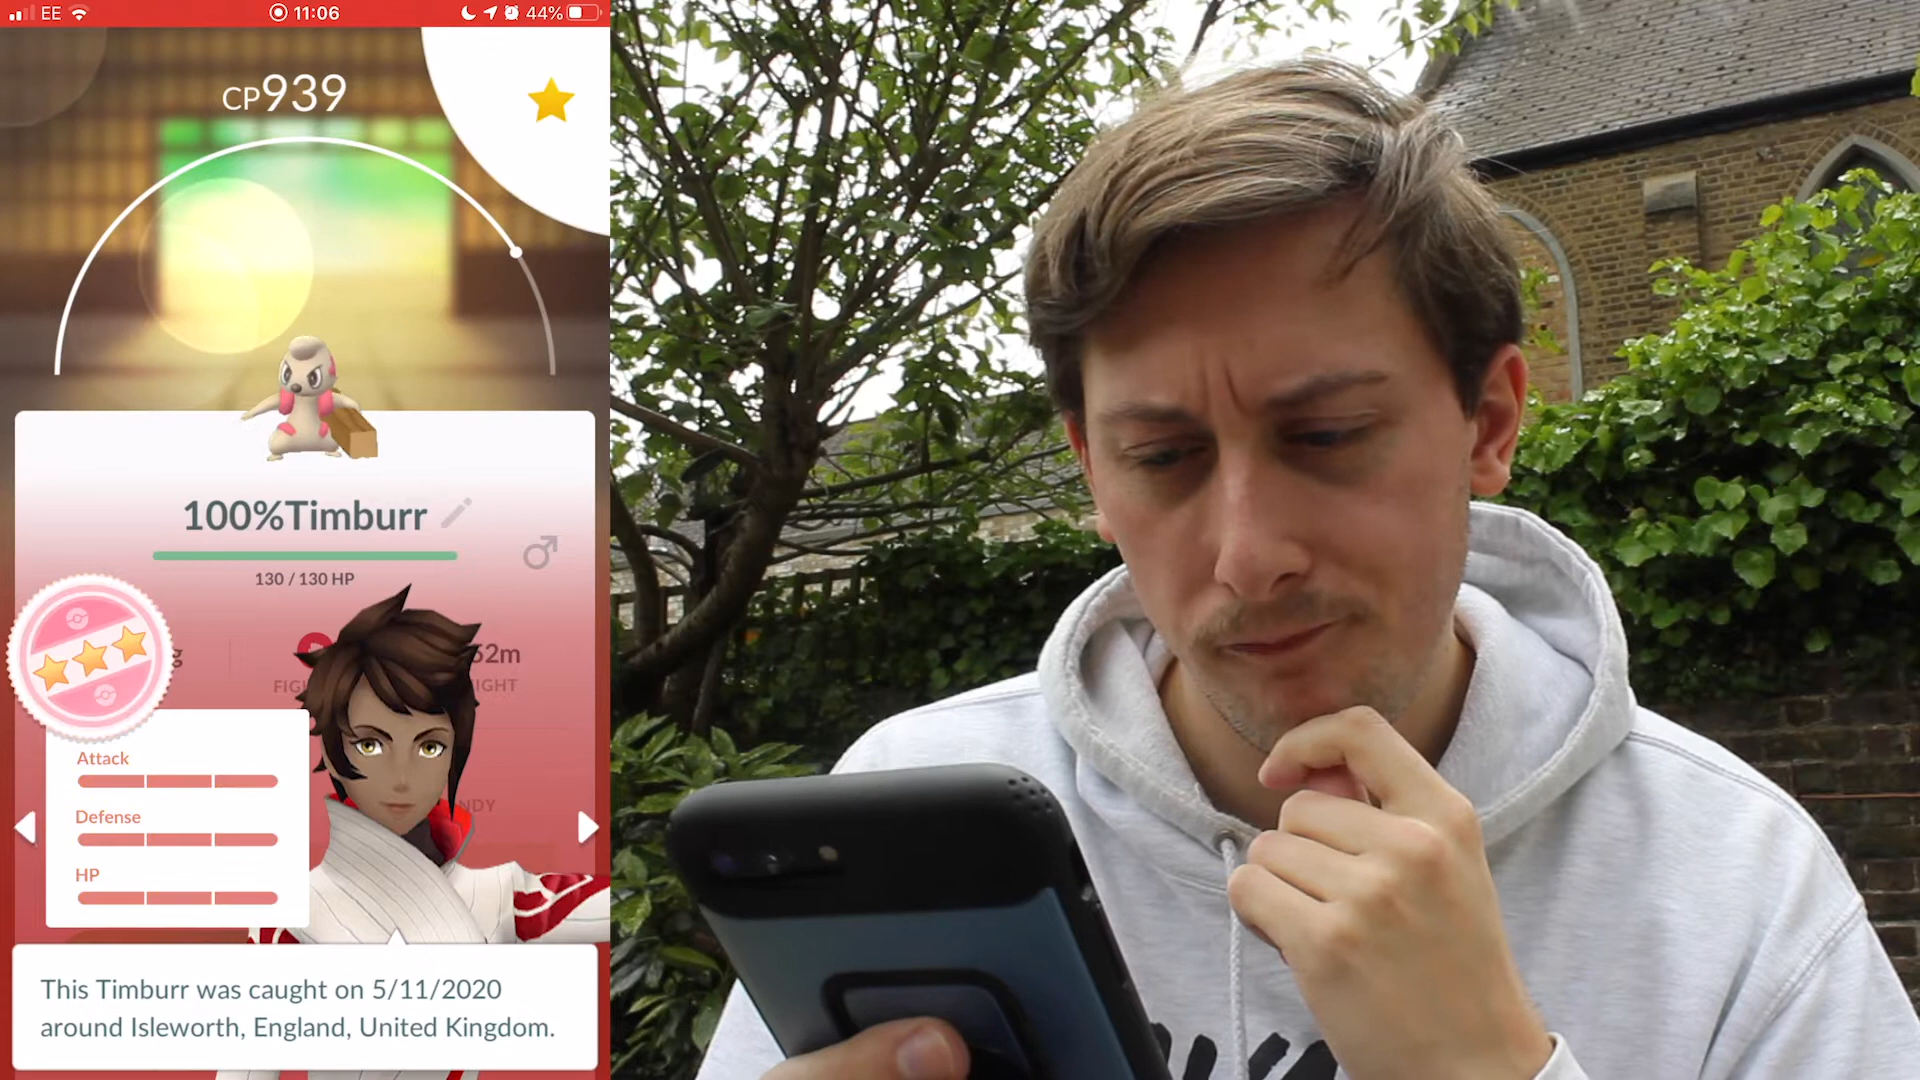 EE 11:06 44%
CP939
100%Timburr
130 / 130 HP
Attack
Defense
HP
This Timburr was caught on 5/11/2020
around Isleworth, England, United Kingdom.